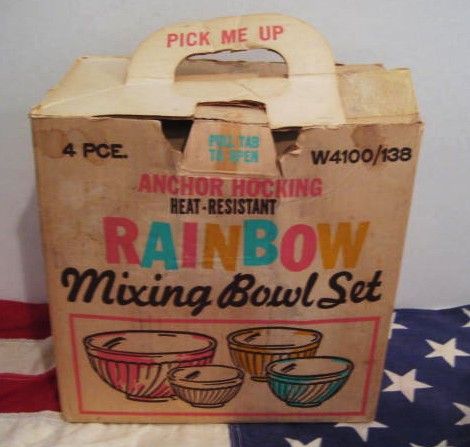 PICK ME UP
PULL TAB
TO OPEN
4 PCE.
W4100/138
ANCHOR HOCKING
HEAT-RESISTANT
RAINBOW
Mixing Bowl Set